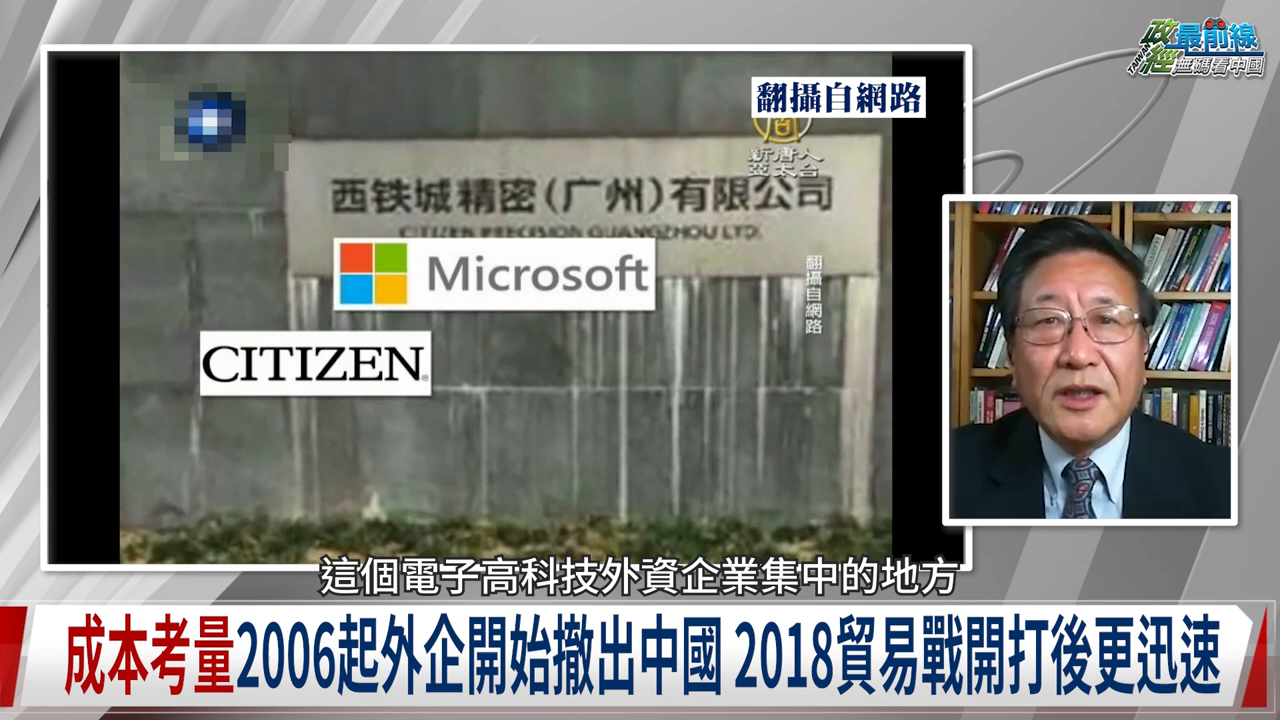 政經最前線
無碼看中國
翻攝自網路
新唐人
亞太台
西铁城精密(广州)有限公司
CITIZEN PRECISION GUANGZHOU LTD.
Microsoft
翻攝自網路
CITIZEN
這個電子高科技外資企業集中的地方
成本考量2006起外企開始撤出中國 2018貿易戰開打後更迅速